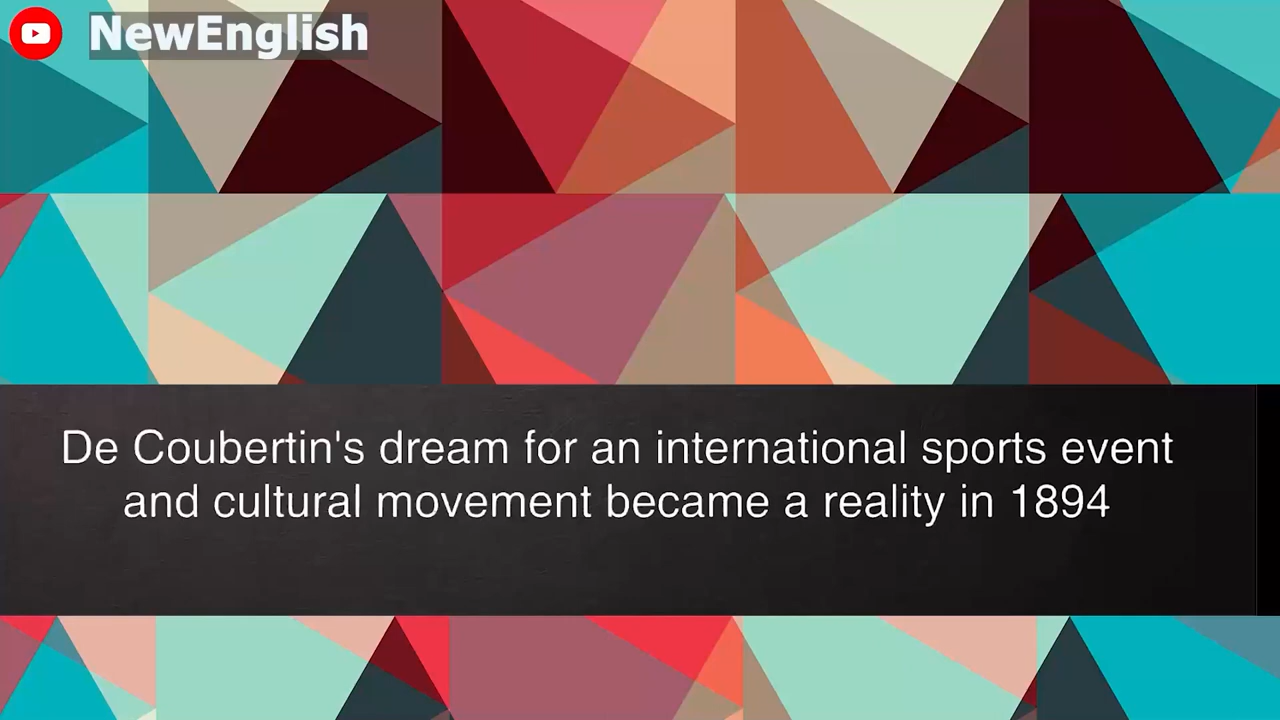 NewEnglish
De Coubertin's dream for an international sports event
and cultural movement became a reality in 1894